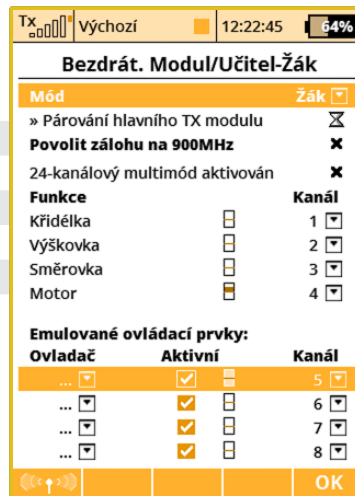 Tx Výchozí 12:22:45 64%
Bezdrát. Modul/Učitel-Žák
Mód Žák
» Párování hlavního TX modulu
Povolit zálohu na 900MHz
24-kanálový multimód aktivován
Funkce Kanál
Křidélka 1
Výškovka 2
Směrovka 3
Motor 4
Emulované ovládací prvky:
Ovladač Aktivní Kanál
... 5
... 6
... 7
... 8
OK